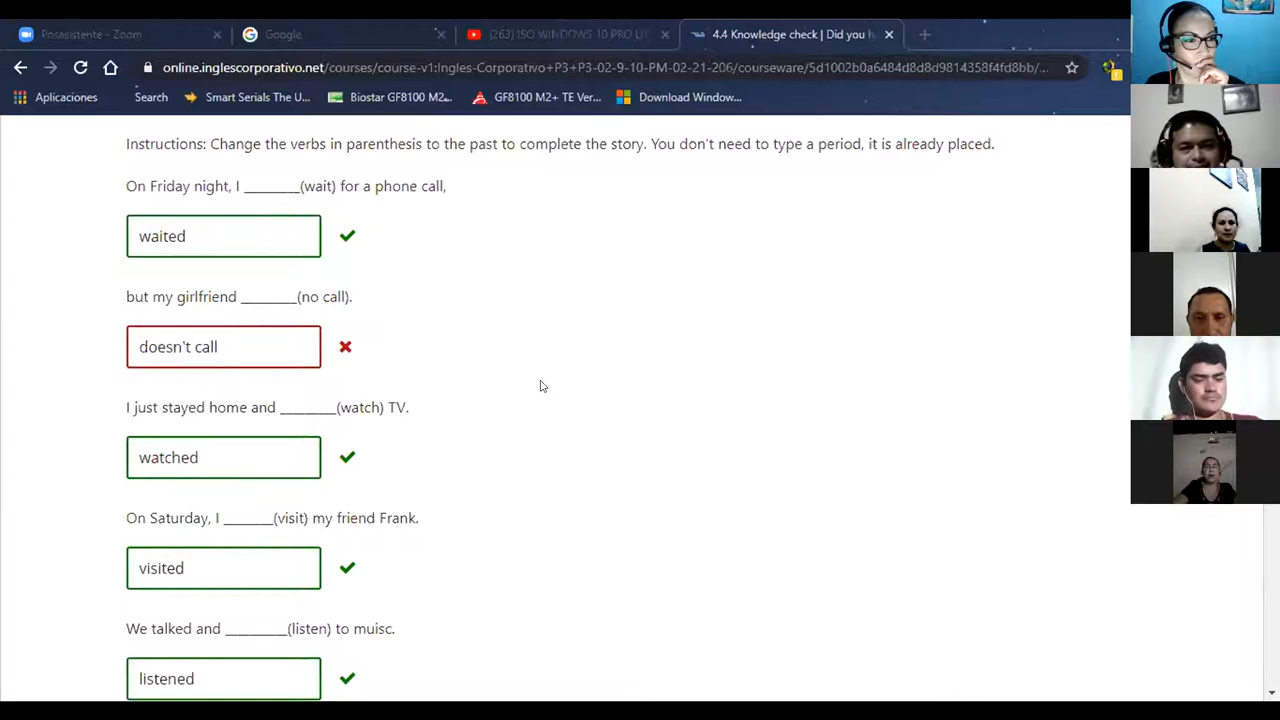 Posasistente - Zoom
Google
(263) ISO WINDOWS 10 PRO LIT
4.4 Knowledge check | Did you h
online.inglescorporativo.net/courses/course-v1:Ingles-Corporativo+P3+P3-02-9-10-PM-02-21-206/courseware/5d1002b0a6484d8d8d9814358f4fd8bb/...
Aplicaciones
Search
Smart Serials The U...
Biostar GF8100 M2...
GF8100 M2+ TE Ver...
Download Window...
Instructions: Change the verbs in parenthesis to the past to complete the story. You don't need to type a period, it is already placed.
On Friday night, I ________(wait) for a phone call,
waited
but my girlfriend ________(no call).
doesn't call
I just stayed home and ________(watch) TV.
watched
On Saturday, I _______(visit) my friend Frank.
visited
We talked and _________(listen) to muisc.
listened